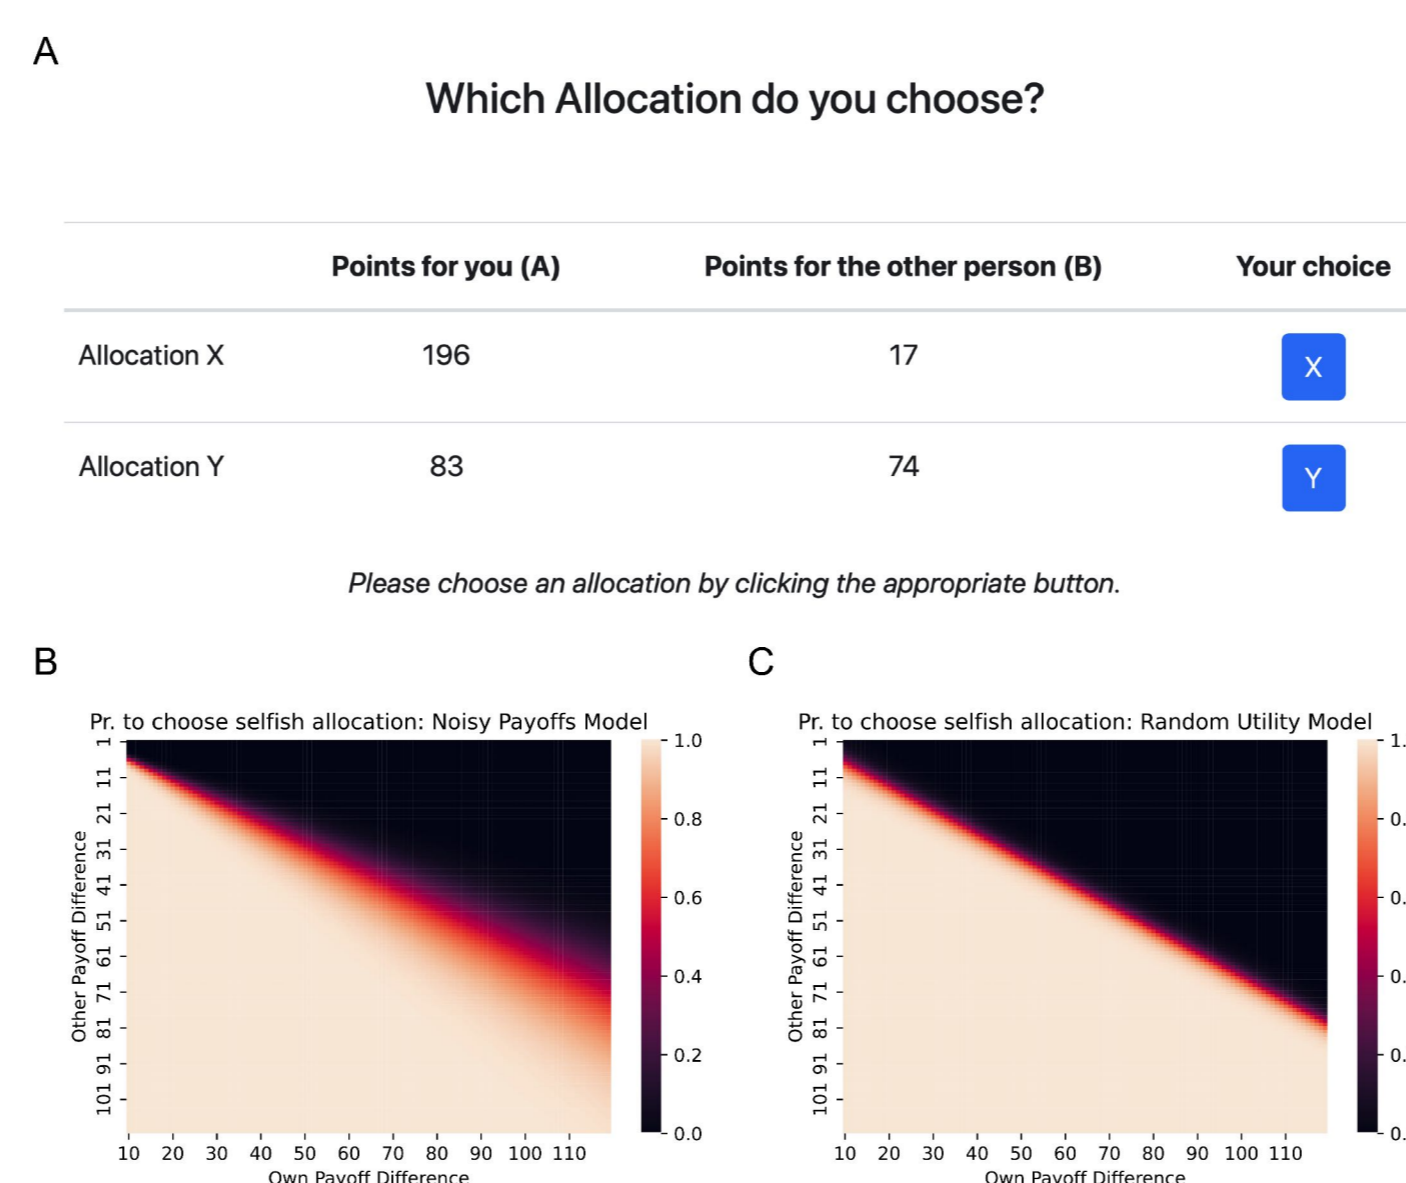 A
Which Allocation do you choose?
Points for you (A) Points for the other person (B) Your choice
Allocation X 196 17 X
Allocation Y 83 74 Y
Please choose an allocation by clicking the appropriate button.
B
Pr. to choose selfish allocation: Noisy Payoffs Model
Other Payoff Difference
1
11
21
31
41
51
61
71
81
91
101
10 20 30 40 50 60 70 80 90 100 110
Own Payoff Difference
1.0
0.8
0.6
0.4
0.2
0.0
C
Pr. to choose selfish allocation: Random Utility Model
Other Payoff Difference
1
11
21
31
41
51
61
71
81
91
101
10 20 30 40 50 60 70 80 90 100 110
Own Payoff Difference
1.
0.
0.
0.
0.
0.